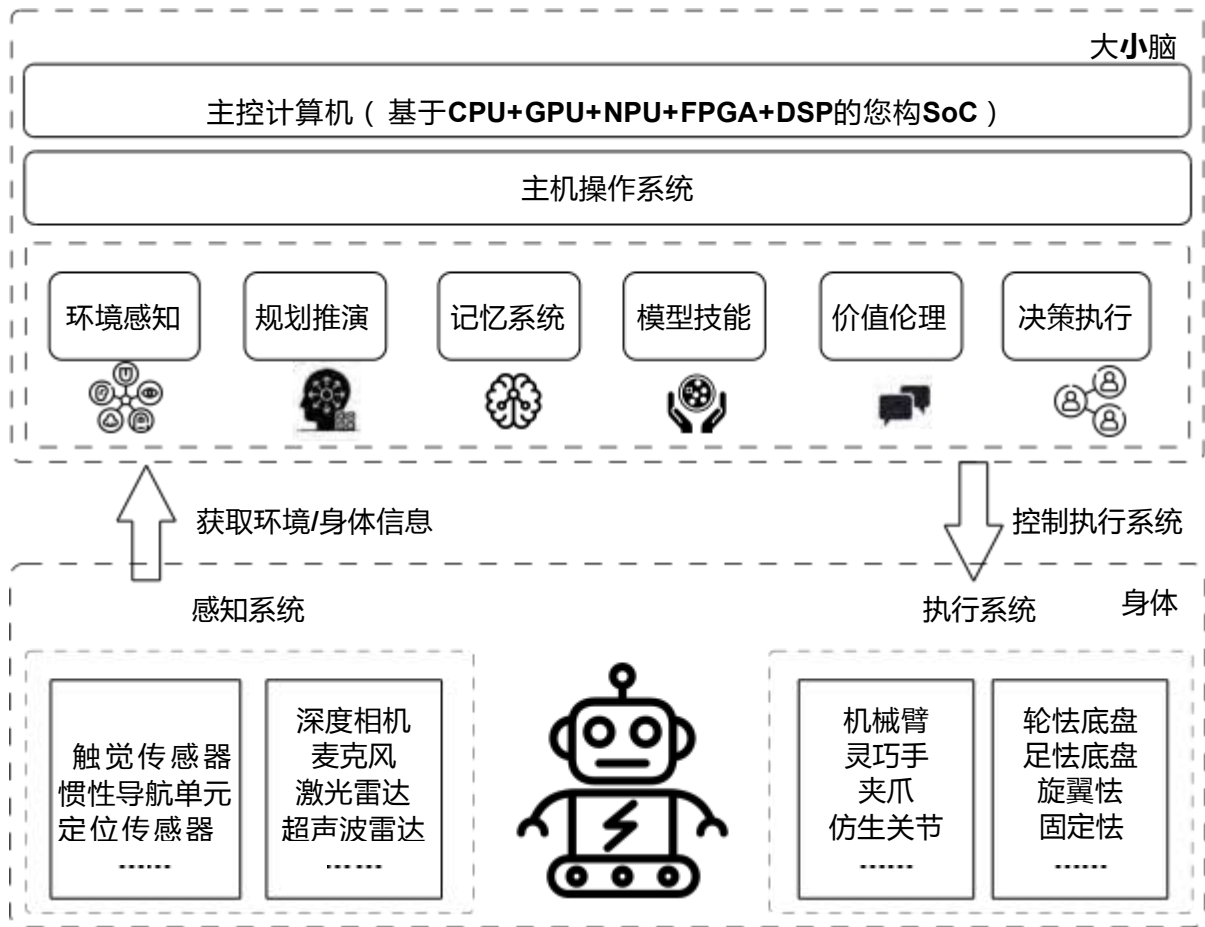 大小脑
主控计算机（ 基于CPU+GPU+NPU+FPGA+DSP的您构SoC ）
主机操作系统
环境感知
规划推演
记忆系统
模型技能
价值伦理
决策执行
获取环境/身体信息
控制执行系统
感知系统
执行系统
身体
触觉传感器
惯性导航单元
定位传感器
······
深度相机
麦克风
激光雷达
超声波雷达
······
机械臂
灵巧手
夹爪
仿生关节
······
轮怯底盘
足怯底盘
旋翼怯
固定怯
······